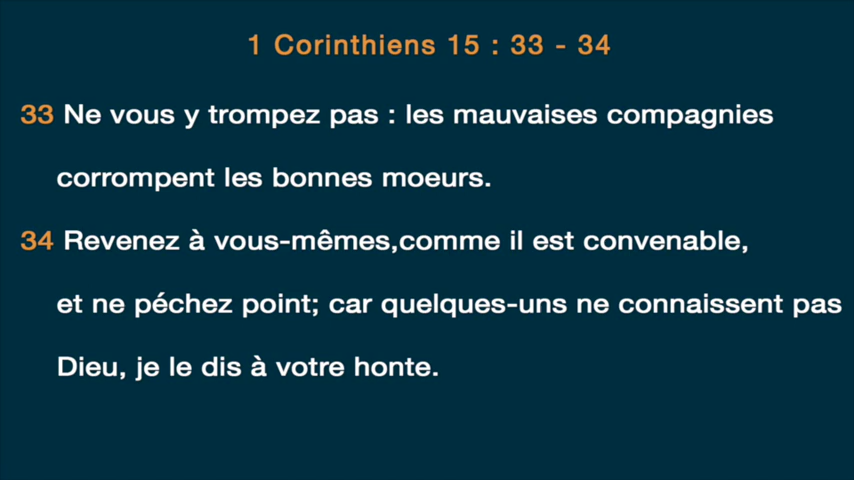 1 Corinthiens 15 : 33 - 34
33 Ne vous y trompez pas : les mauvaises compagnies
corrompent les bonnes moeurs.
34 Revenez à vous-mêmes,comme il est convenable,
et ne péchez point; car quelques-uns ne connaissent pas
Dieu, je le dis à votre honte.